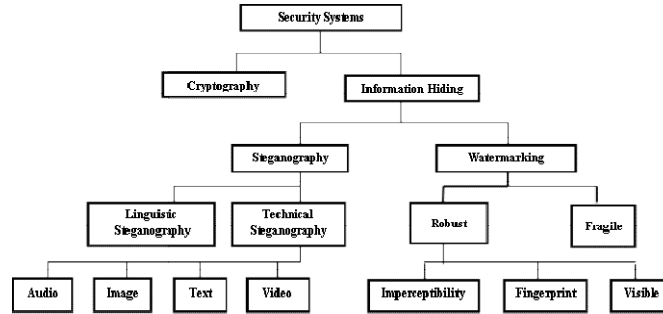 Security Systems
Cryptography
Information Hiding
Steganography
Watermarking
Linguistic
Steganography
Technical
Steganography
Robust
Fragile
Audio
Image
Text
Video
Imperceptibility
Fingerprint
Visible